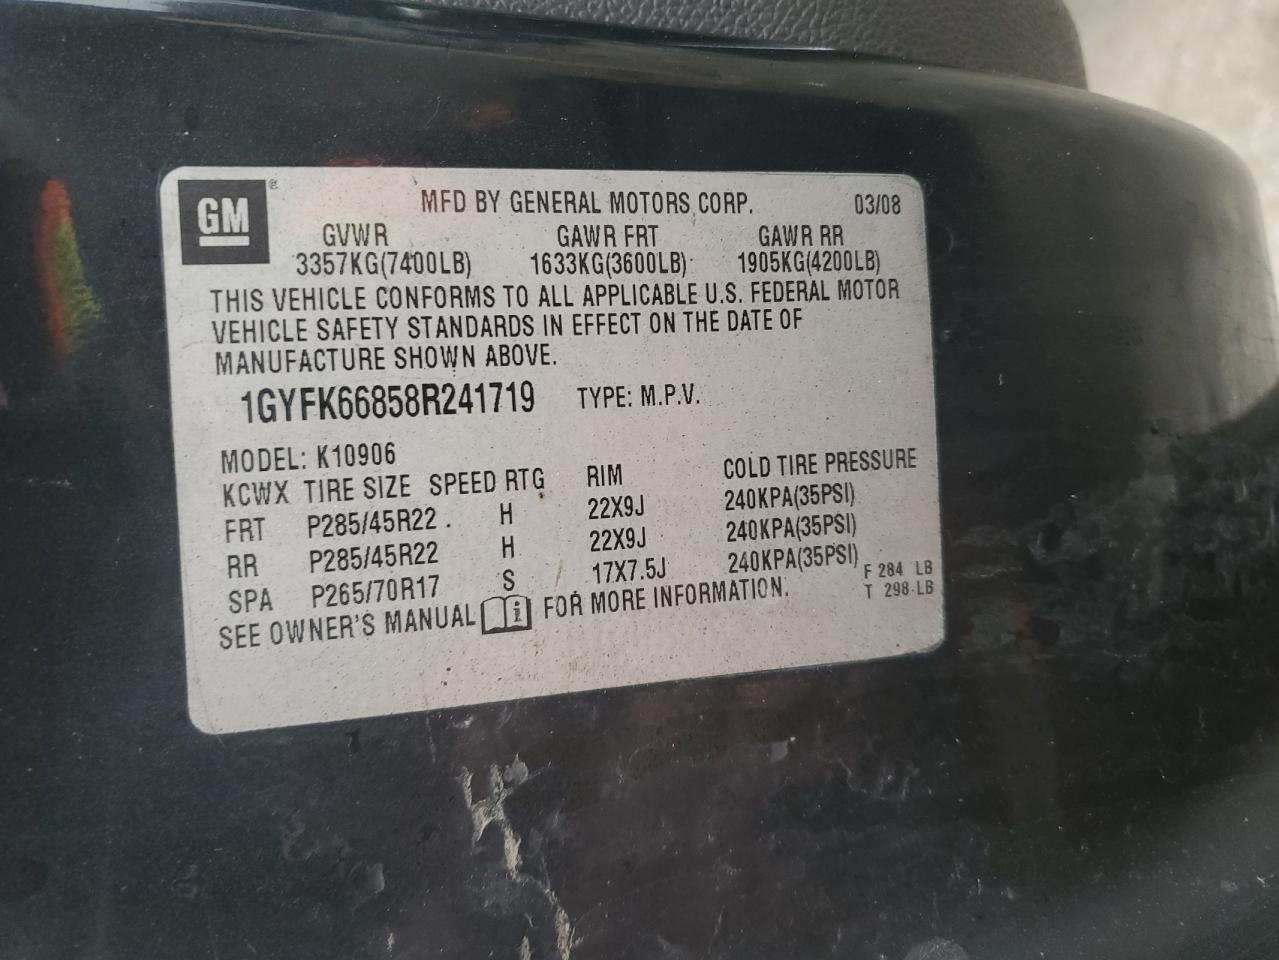 GM ® MFD BY GENERAL MOTORS CORP. 03/08
GVWR GAWR FRT GAWR RR
3357KG(7400LB) 1633KG(3600LB) 1905KG(4200LB)
THIS VEHICLE CONFORMS TO ALL APPLICABLE U.S. FEDERAL MOTOR
VEHICLE SAFETY STANDARDS IN EFFECT ON THE DATE OF
MANUFACTURE SHOWN ABOVE.
1GYFK66858R241719 TYPE: M.P.V.
MODEL: K10906
KCWX TIRE SIZE SPEED RTG RIM COLD TIRE PRESSURE
FRT P285/45R22 H 22X9J 240KPA(35PSI)
RR P285/45R22 H 22X9J 240KPA(35PSI)
SPA P265/70R17 S 17X7.5J 240KPA(35PSI) F 284 LB
SEE OWNER'S MANUAL i FOR MORE INFORMATION. T 298 LB